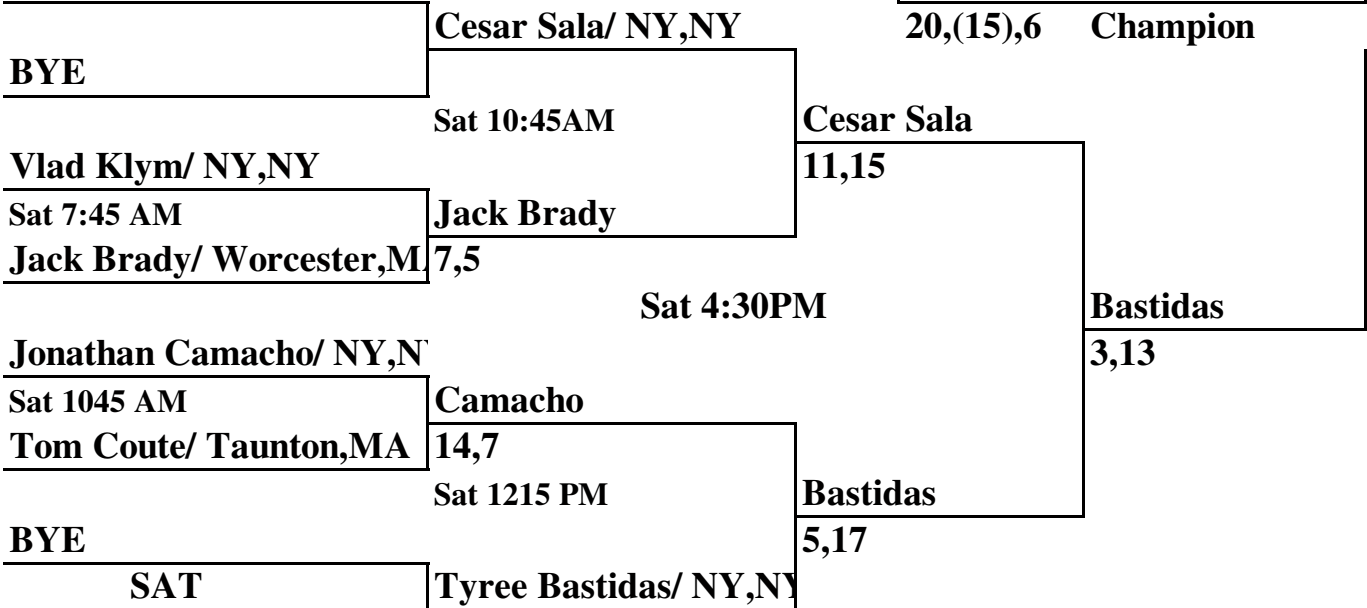 Cesar Sala/ NY,NY 20,(15),6 Champion
BYE
Sat 10:45AM Cesar Sala
Vlad Klym/ NY,NY 11,15
Sat 7:45 AM Jack Brady
Jack Brady/ Worcester,M 7,5
Sat 4:30PM Bastidas
Jonathan Camacho/ NY,N 3,13
Sat 1045 AM Camacho
Tom Coute/ Taunton,MA 14,7
Sat 1215 PM Bastidas
BYE 5,17
SAT Tyree Bastidas/ NY,NY